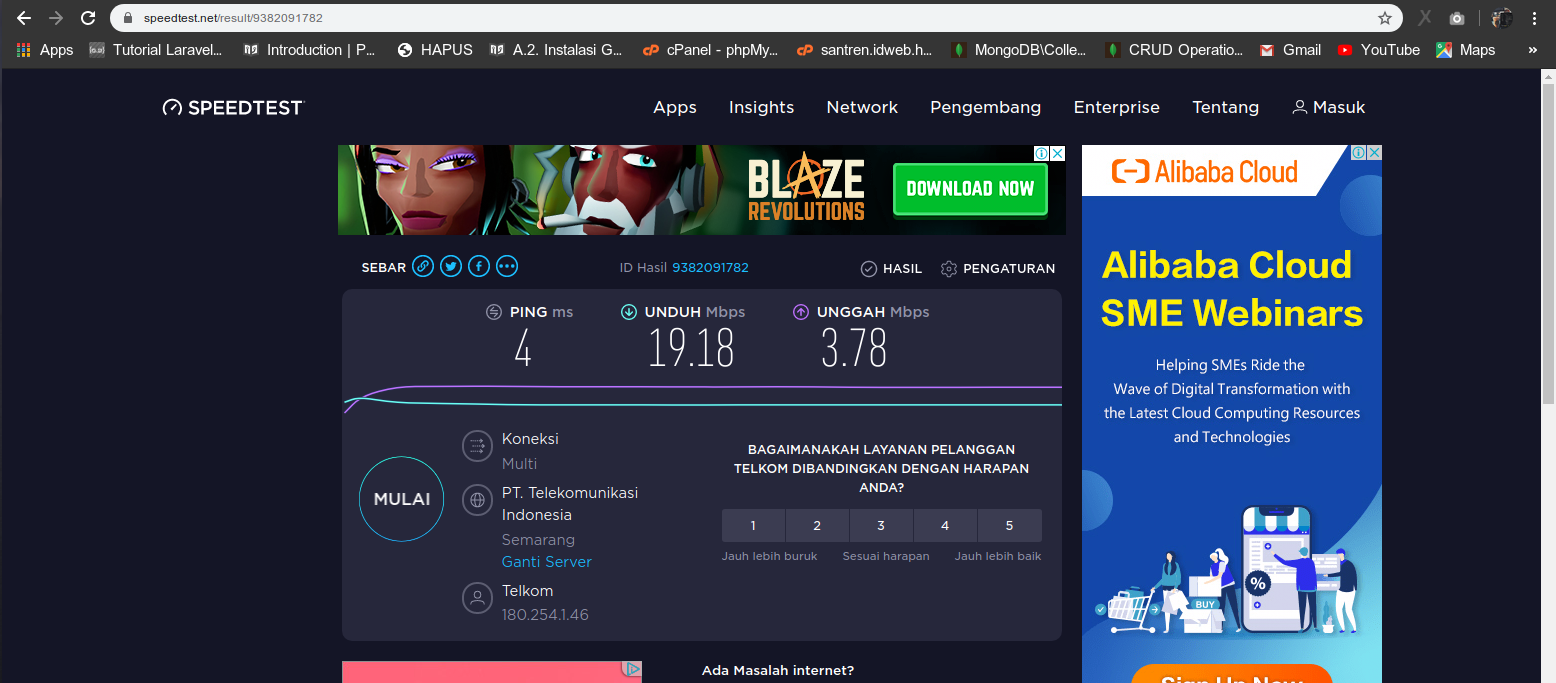 speedtest.net/result/9382091782
Apps
Tutorial Laravel...
Introduction | P...
HAPUS
A.2. Instalasi G...
cPanel - phpMy...
santren.idweb.h...
MongoDB\Colle...
CRUD Operatio...
Gmail
YouTube
Maps
»
SPEEDTEST
Apps
Insights
Network
Pengembang
Enterprise
Tentang
Masuk
BLAZE
REVOLUTIONS
DOWNLOAD NOW
Alibaba Cloud
Alibaba Cloud
SME Webinars
Helping SMEs Ride the
Wave of Digital Transformation with
the Latest Cloud Computing Resources
and Technologies
%
BUY
Sign Up Now
SEBAR
ID Hasil 9382091782
HASIL
PENGATURAN
PING ms
4
UNDUH Mbps
19.18
UNGGAH Mbps
3.78
MULAI
Koneksi
Multi
PT. Telekomunikasi
Indonesia
Semarang
Ganti Server
Telkom
180.254.1.46
BAGAIMANAKAH LAYANAN PELANGGAN
TELKOM DIBANDINGKAN DENGAN HARAPAN
ANDA?
1 2 3 4 5
Jauh lebih buruk
Sesuai harapan
Jauh lebih baik
Ada Masalah internet?